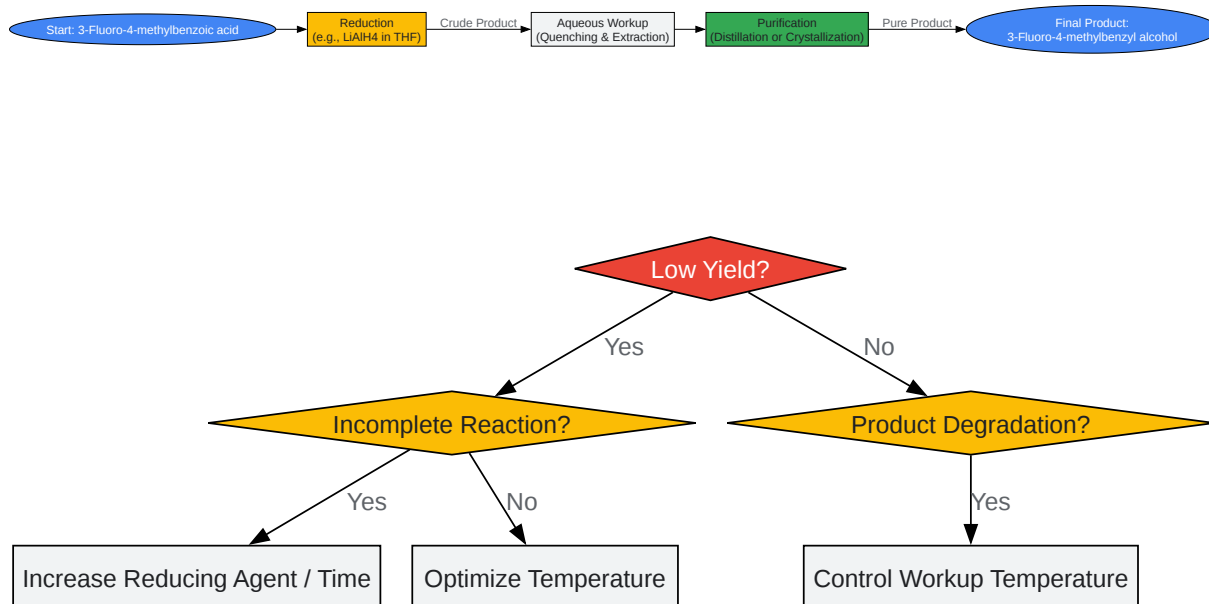 Start: 3-Fluoro-4-methylbenzoic acid
Reduction
(e.g., LiAlH4 in THF)
Crude Product
Aqueous Workup
(Quenching & Extraction)
Purification
(Distillation or Crystallization)
Pure Product
Final Product:
3-Fluoro-4-methylbenzyl alcohol
Low Yield?
Yes
No
Incomplete Reaction?
Product Degradation?
Yes
No
Yes
Increase Reducing Agent / Time
Optimize Temperature
Control Workup Temperature